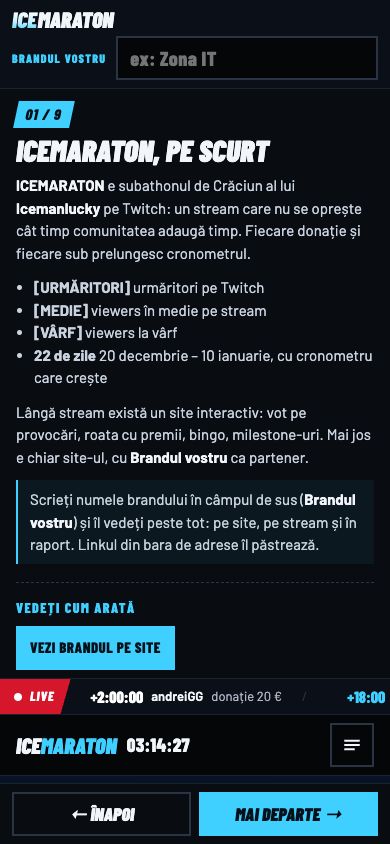 ICEMARATON
BRANDUL VOSTRU
ex: Zona IT
01 / 9
ICEMARATON, PE SCURT
ICEMARATON e subathonul de Crăciun al lui
Icemanlucky pe Twitch: un stream care nu se oprește
cât timp comunitatea adaugă timp. Fiecare donație și
fiecare sub prelungesc cronometrul.
• [URMĂRITORI] urmăritori pe Twitch
• [MEDIE] viewers în medie pe stream
• [VÂRF] viewers la vârf
• 22 de zile 20 decembrie – 10 ianuarie, cu cronometru
care crește
Lângă stream există un site interactiv: vot pe
provocări, roata cu premii, bingo, milestone-uri. Mai jos
e chiar site-ul, cu Brandul vostru ca partener.
Scrieți numele brandului în câmpul de sus (Brandul
vostru) și îl vedeți peste tot: pe site, pe stream și în
raport. Linkul din bara de adrese îl păstrează.
VEDEȚI CUM ARATĂ
VEZI BRANDUL PE SITE
LIVE +2:00:00 andreiGG donație 20 € / +18:00
ICEMARATON 03:14:27
← ÎNAPOI MAI DEPARTE →